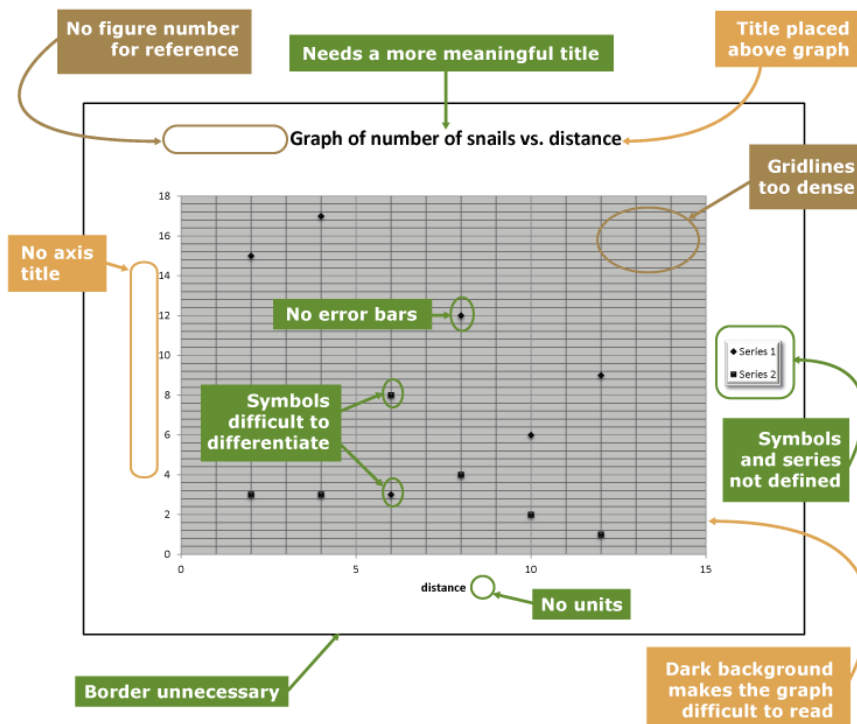 No figure number
for reference
Needs a more meaningful title
Title placed
above graph
Graph of number of snails vs. distance
Gridlines
too dense
No axis
title
18
16
14
12
10
8
6
4
2
0
No error bars
Symbols
difficult to
differentiate
Series 1
Series 2
Symbols
and series
not defined
0
5
10
15
distance
No units
Border unnecessary
Dark background
makes the graph
difficult to read